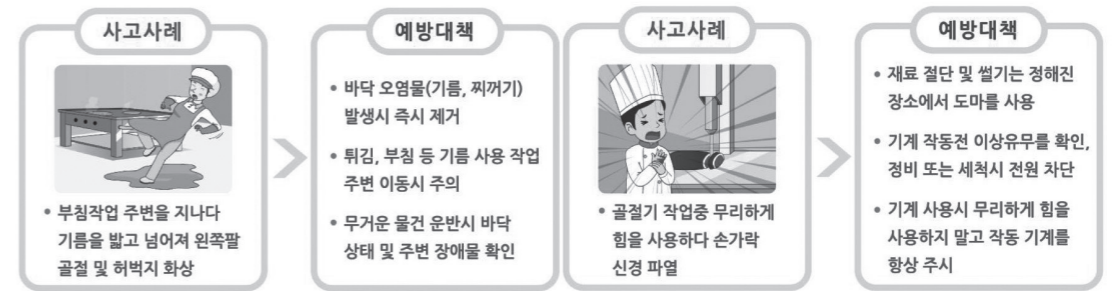 사고사례
• 부침작업 주변을 지나다
기름을 밟고 넘어져 왼쪽팔
골절 및 허벅지 화상
예방대책
• 바닥 오염물(기름, 찌꺼기)
발생시 즉시 제거
• 튀김, 부침 등 기름 사용 작업
주변 이동시 주의
• 무거운 물건 운반시 바닥
상태 및 주변 장애물 확인
사고사례
• 골절기 작업중 무리하게
힘을 사용하다 손가락
신경 파열
예방대책
• 재료 절단 및 썰기는 정해진
장소에서 도마를 사용
• 기계 작동전 이상유무를 확인,
정비 또는 세척시 전원 차단
• 기계 사용시 무리하게 힘을
사용하지 말고 작동 기계를
항상 주시